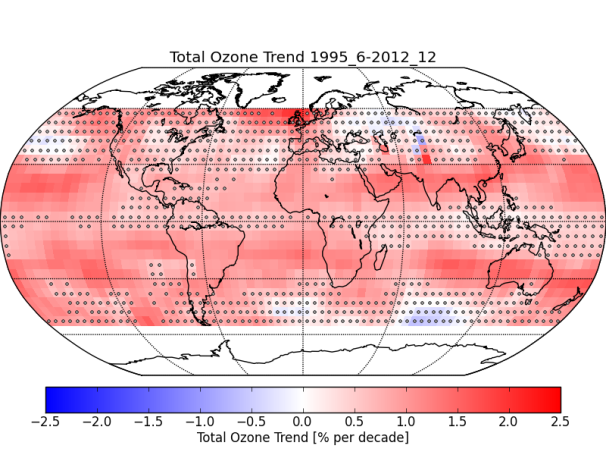 Total Ozone Trend 1995_6-2012_12
−2.5 −2.0 −1.5 −1.0 −0.5 0.0 0.5 1.0 1.5 2.0 2.5
Total Ozone Trend [% per decade]